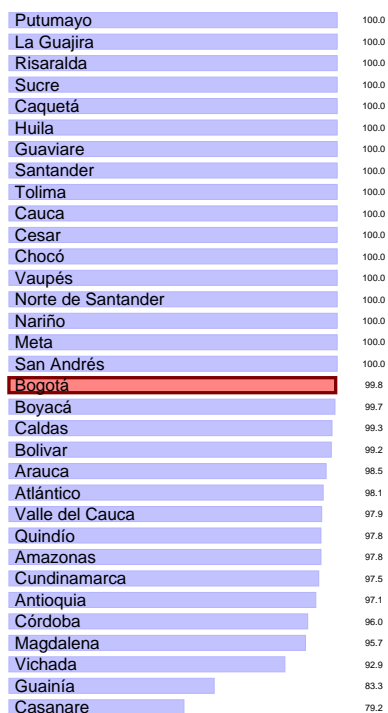 Putumayo 100.0
La Guajira 100.0
Risaralda 100.0
Sucre 100.0
Caquetá 100.0
Huila 100.0
Guaviare 100.0
Santander 100.0
Tolima 100.0
Cauca 100.0
Cesar 100.0
Chocó 100.0
Vaupés 100.0
Norte de Santander 100.0
Nariño 100.0
Meta 100.0
San Andrés 100.0
Bogotá 99.8
Boyacá 99.7
Caldas 99.3
Bolivar 99.2
Arauca 98.5
Atlántico 98.1
Valle del Cauca 97.9
Quindío 97.8
Amazonas 97.8
Cundinamarca 97.5
Antioquia 97.1
Córdoba 96.0
Magdalena 95.7
Vichada 92.9
Guainía 83.3
Casanare 79.2